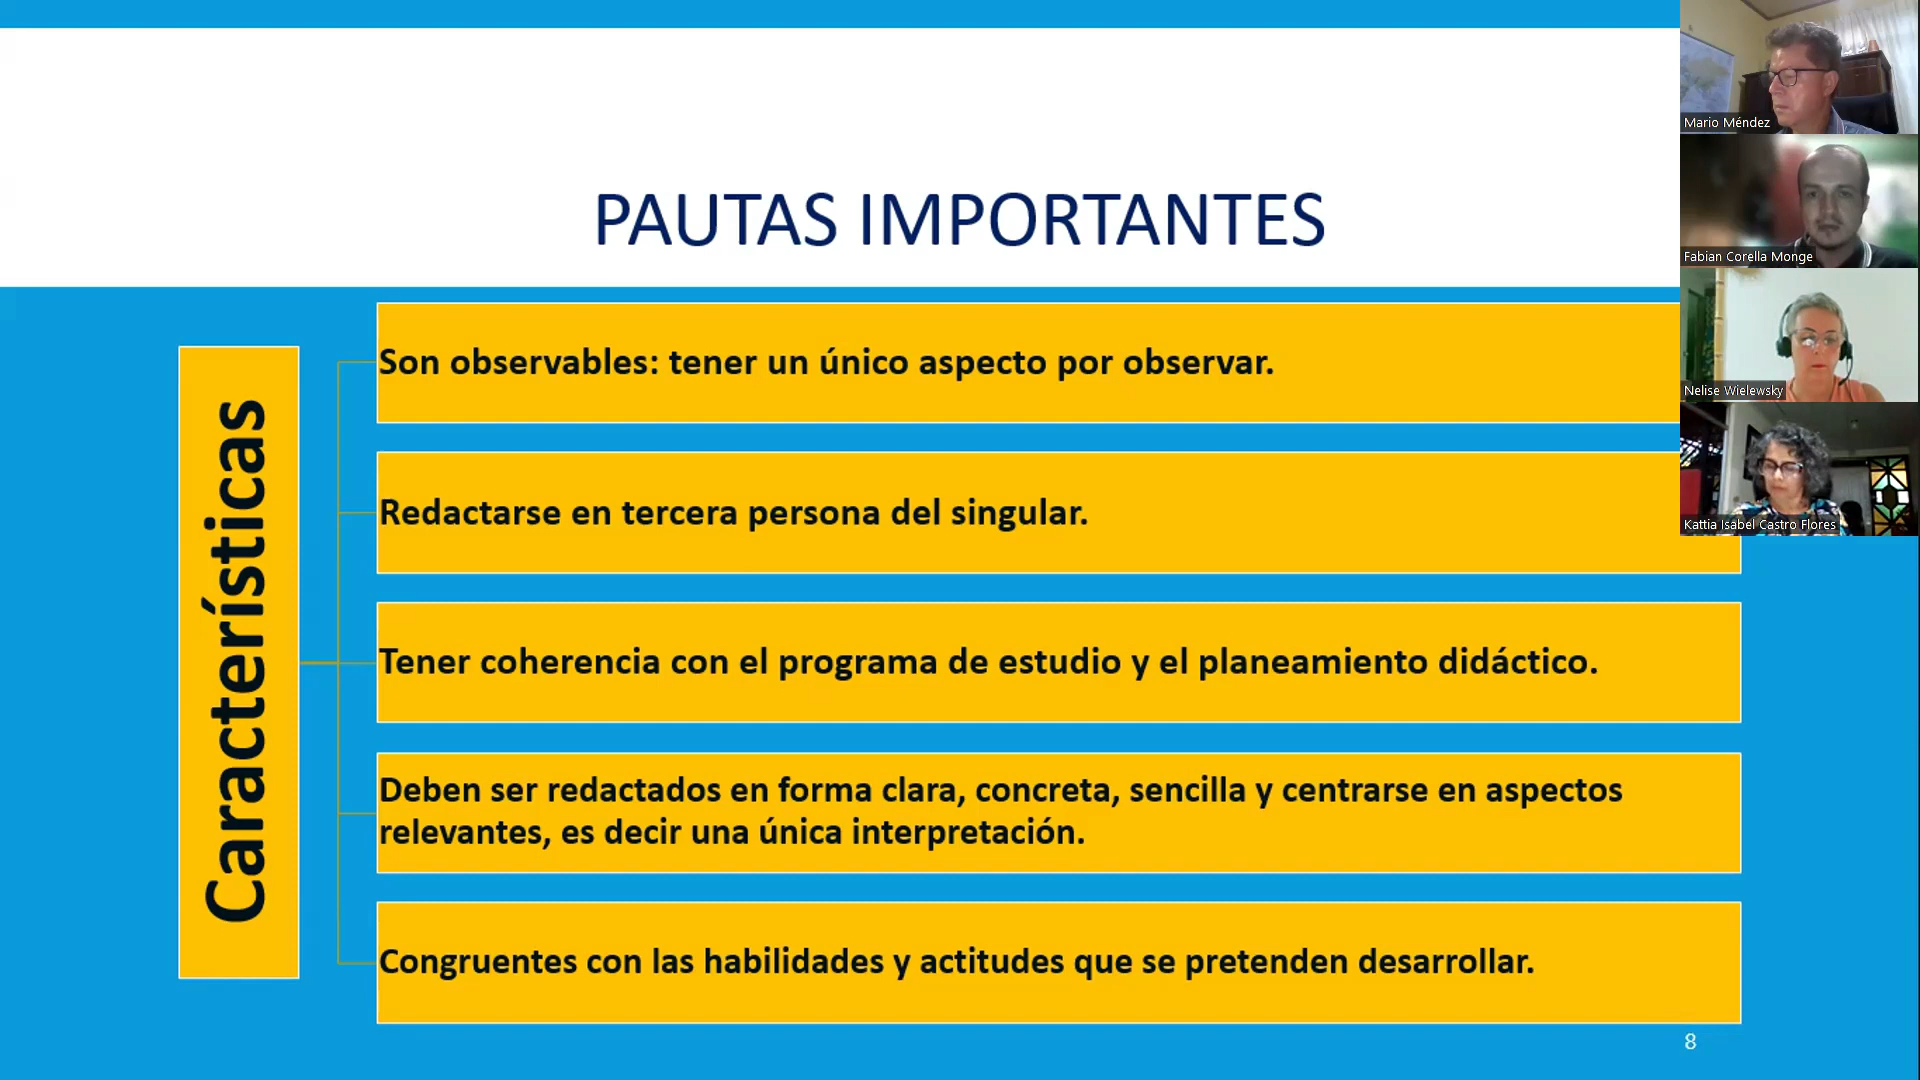 PAUTAS IMPORTANTES
Características
Son observables: tener un único aspecto por observar.
Redactarse en tercera persona del singular.
Tener coherencia con el programa de estudio y el planeamiento didáctico.
Deben ser redactados en forma clara, concreta, sencilla y centrarse en aspectos
relevantes, es decir una única interpretación.
Congruentes con las habilidades y actitudes que se pretenden desarrollar.
8
Mario Méndez
Fabian Corella Monge
Nelise Wielewsky
Kattia Isabel Castro Flores